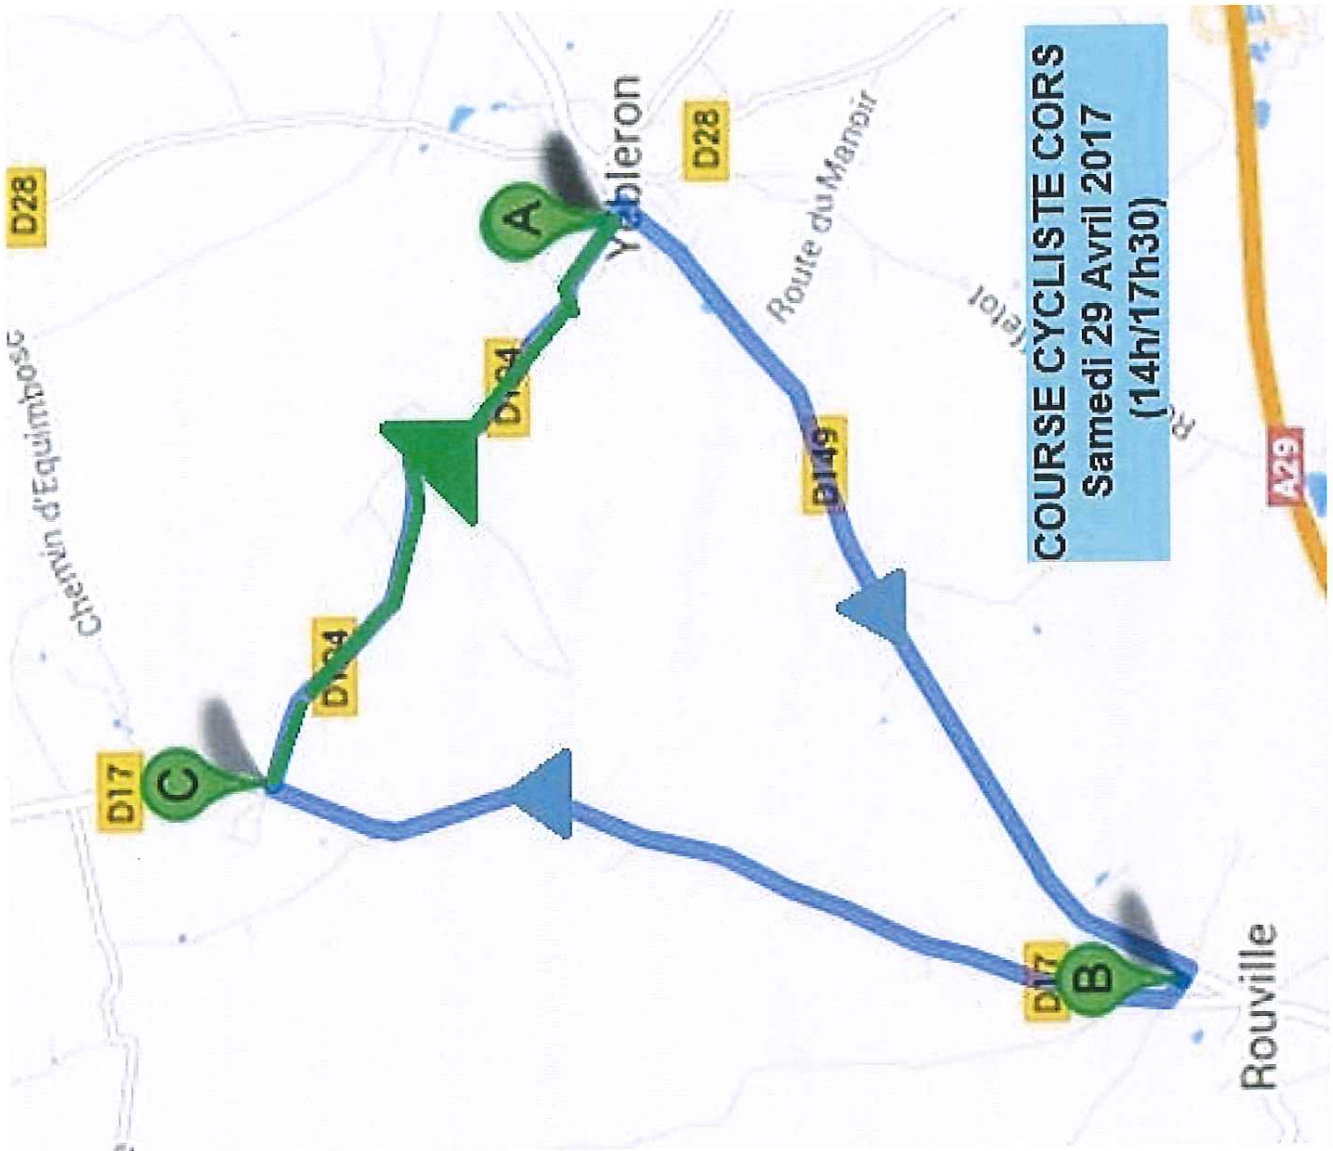 D28
Chemin d'Equimbosc
D17
C
A
Yébleron
D28
Route du Manoir
D149
D17
B
COURSE CYCLISTE CORS
Samedi 29 Avril 2017
(14h/17h30)
Rouville
A29